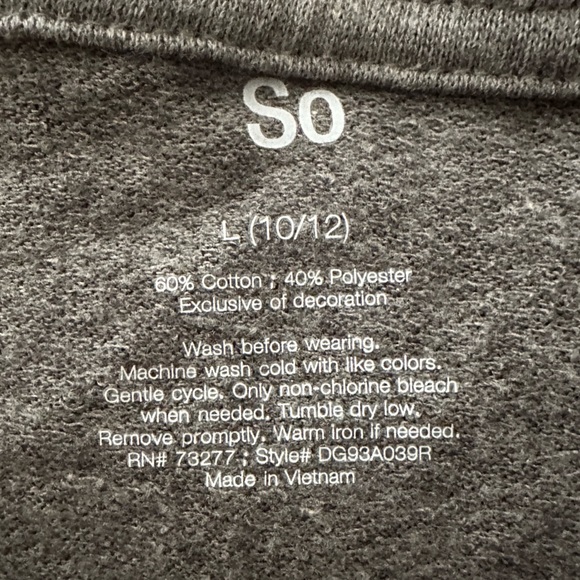 So
L (10/12)
60% Cotton ; 40% Polyester
Exclusive of decoration
Wash before wearing.
Machine wash cold with like colors.
Gentle cycle. Only non-chlorine bleach
when needed. Tumble dry low.
Remove promptly. Warm iron if needed.
RN# 73277 ; Style# DG93A039R
Made in Vietnam